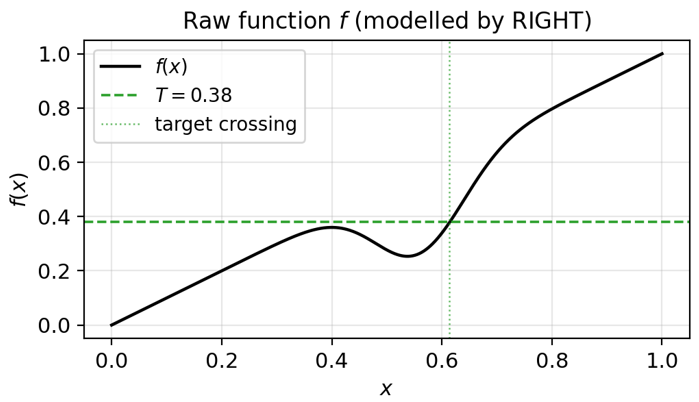 Raw function f (modelled by RIGHT)
f(x)
T = 0.38
target crossing
f(x)
1.0
0.8
0.6
0.4
0.2
0.0
0.0 0.2 0.4 0.6 0.8 1.0
x